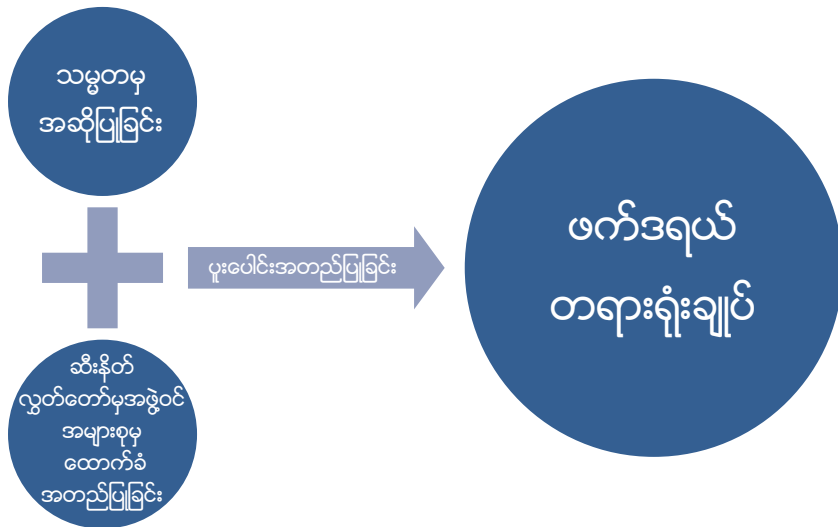 သမ္မတမှ
အဆိုပြုခြင်း
ပူးပေါင်းအတည်ပြုခြင်း
ဆီးနိတ်
လွှတ်တော်မှအဖွဲ့ဝင်
အများစုမှ
ထောက်ခံ
အတည်ပြုခြင်း
ဖက်ဒရယ်
တရားရုံးချုပ်